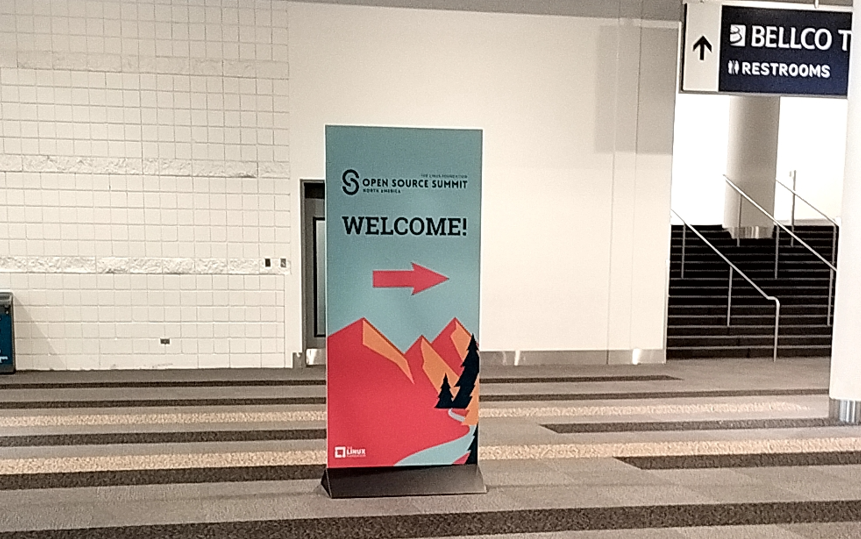 THE LINUX FOUNDATION
OPEN SOURCE SUMMIT
NORTH AMERICA
WELCOME!
LINUX
BELLCO T
RESTROOMS